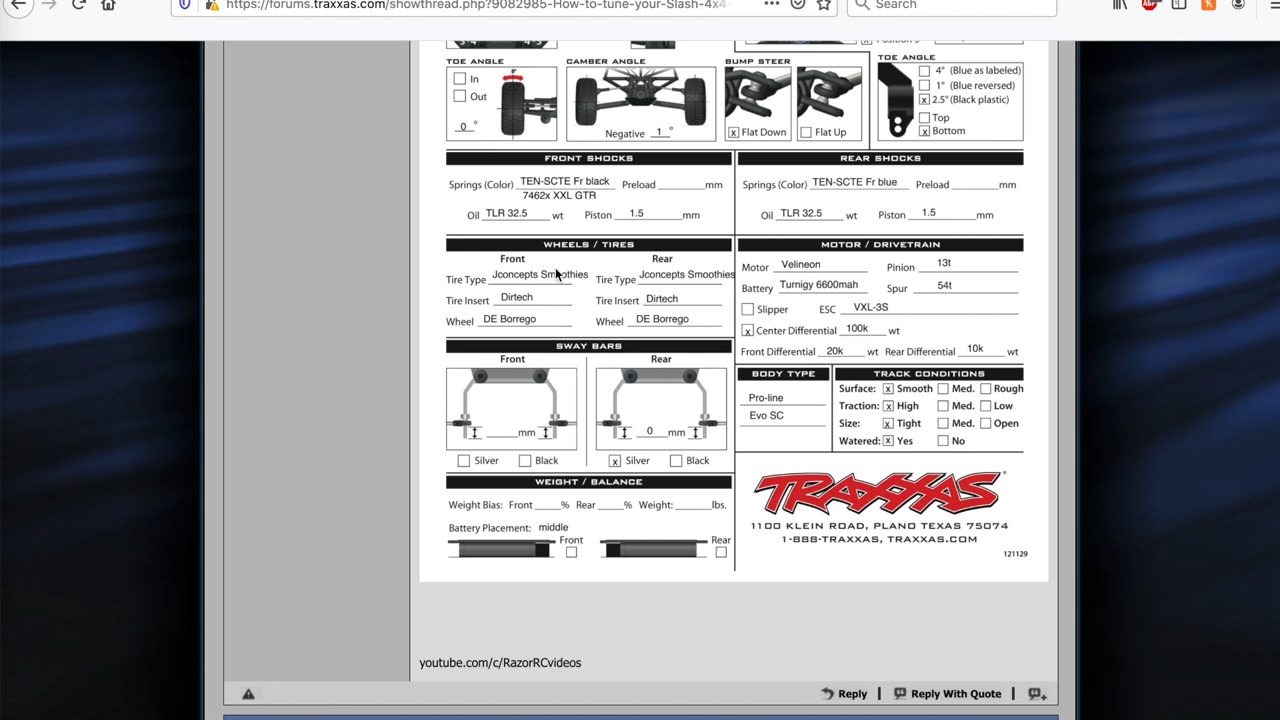 https://forums.traxxas.com/showthread.php?9082985-How-to-tune-your-Slash-4x4-
Search
TOE ANGLE
In
Out
0 °
CAMBER ANGLE
Negative 1 °
BUMP STEER
x Flat Down
Flat Up
TOE ANGLE
4° (Blue as labeled)
1° (Blue reversed)
x 2.5° (Black plastic)
Top
x Bottom
FRONT SHOCKS
Springs (Color) TEN-SCTE Fr black Preload mm
7462x XXL GTR
Oil TLR 32.5 wt Piston 1.5 mm
REAR SHOCKS
Springs (Color) TEN-SCTE Fr blue Preload mm
Oil TLR 32.5 wt Piston 1.5 mm
WHEELS / TIRES
Front Rear
Tire Type Jconcepts Smoothies Tire Type Jconcepts Smoothies
Tire Insert Dirtech Tire Insert Dirtech
Wheel DE Borrego Wheel DE Borrego
MOTOR / DRIVETRAIN
Motor Velineon Pinion 13t
Battery Turnigy 6600mah Spur 54t
Slipper ESC VXL-3S
x Center Differential 100k wt
Front Differential 20k wt Rear Differential 10k wt
SWAY BARS
Front Rear
mm 0 mm
Silver Black x Silver Black
BODY TYPE
Pro-line
Evo SC
TRACK CONDITIONS
Surface: x Smooth Med. Rough
Traction: x High Med. Low
Size: x Tight Med. Open
Watered: x Yes No
WEIGHT / BALANCE
Weight Bias: Front % Rear % Weight: lbs.
Battery Placement: middle
Front Rear
TRAXXAS
1100 KLEIN ROAD, PLANO TEXAS 75074
1-888-TRAXXAS, TRAXXAS.COM
121129
youtube.com/c/RazorRCvideos
Reply | Reply With Quote |